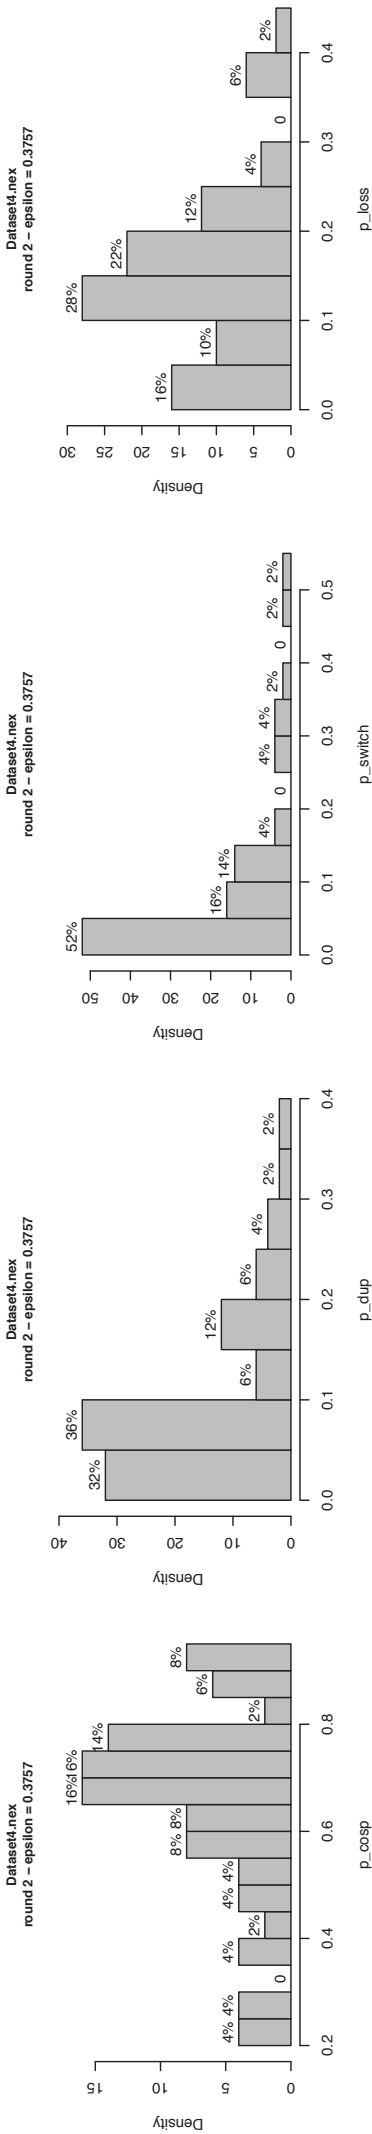 Dataset4.nex
round 2 − epsilon = 0.3757
Density
15
10
5
0
4% 4% 0 4% 2% 4% 4% 8% 8% 16% 16% 14% 2% 6% 8%
0.2 0.4 0.6 0.8
p_cosp
Dataset4.nex
round 2 − epsilon = 0.3757
Density
40
30
20
10
0
32% 36% 6% 12% 6% 4% 2% 2%
0.0 0.1 0.2 0.3 0.4
p_dup
Dataset4.nex
round 2 − epsilon = 0.3757
Density
50
40
30
20
10
0
52% 16% 14% 4% 0 4% 4% 2% 0 2% 2%
0.0 0.1 0.2 0.3 0.4 0.5
p_switch
Dataset4.nex
round 2 − epsilon = 0.3757
Density
30
25
20
15
10
5
0
16% 10% 28% 22% 12% 4% 0 6% 2%
0.0 0.1 0.2 0.3 0.4
p_loss